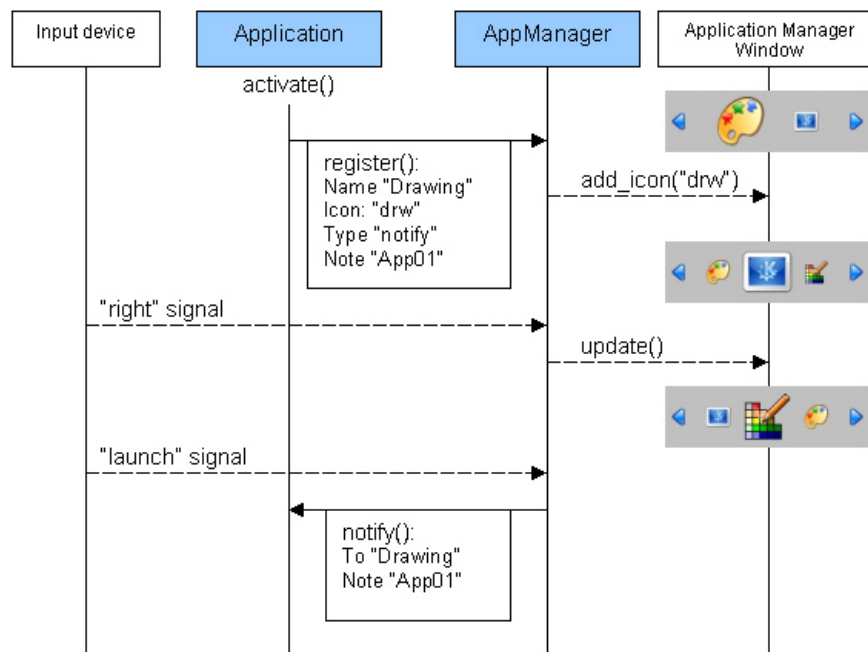 Input device
Application
AppManager
Application Manager
Window
activate()
register():
Name "Drawing"
Icon: "drw"
Type "notify"
Note "App01"
add_icon("drw")
"right" signal
update()
"launch" signal
notify():
To "Drawing"
Note "App01"